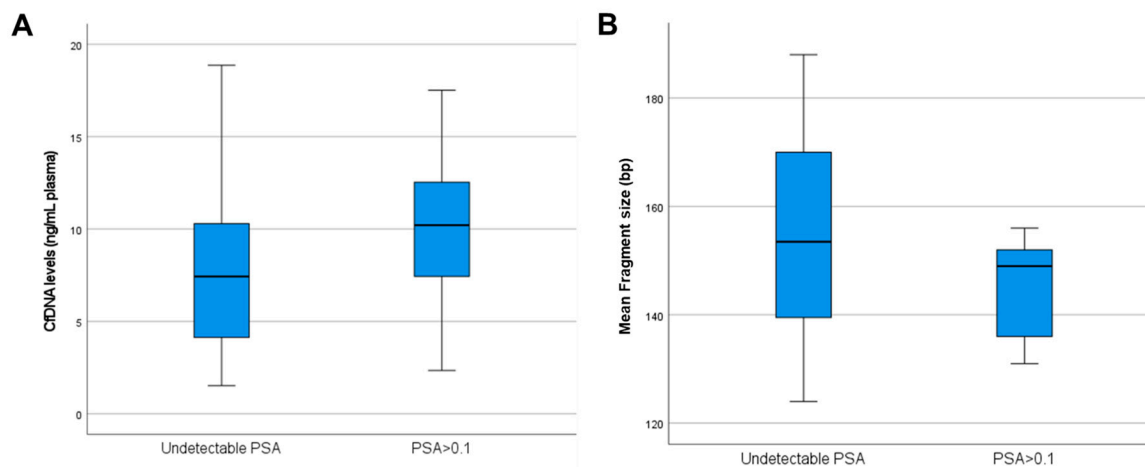 A
CfDNA levels (ng/mL plasma)
20
15
10
5
0
Undetectable PSA
PSA>0.1
B
Mean Fragment size (bp)
180
160
140
120
Undetectable PSA
PSA>0.1